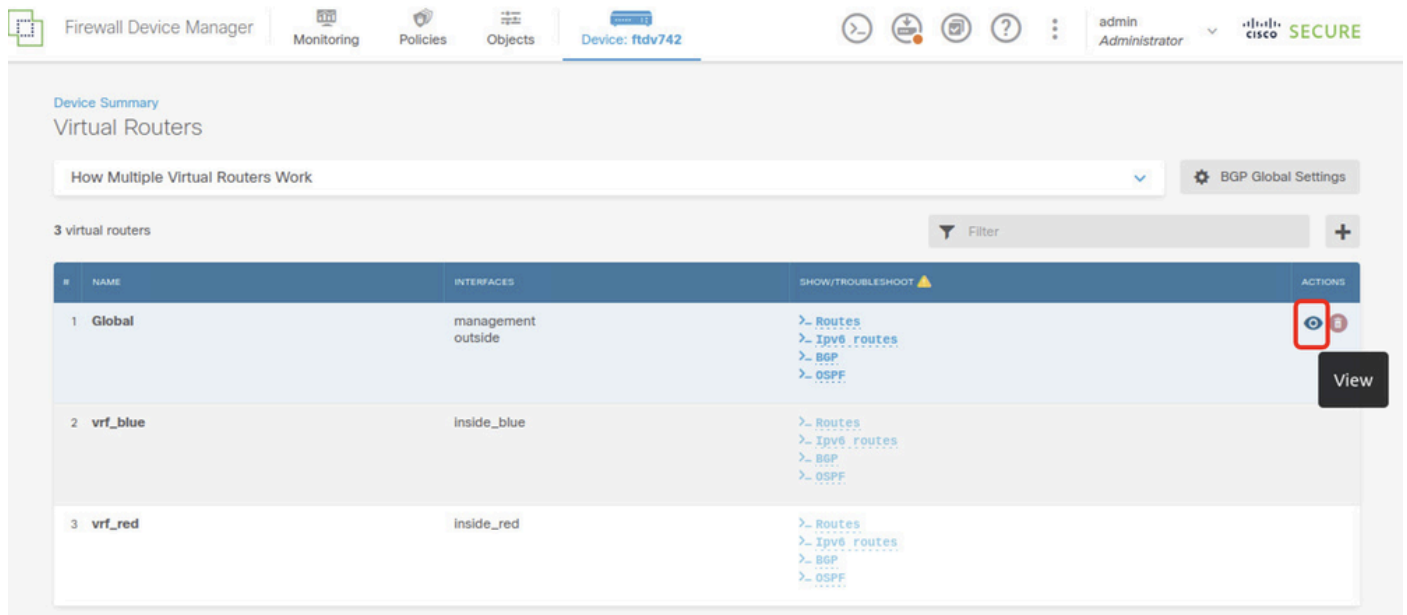 Firewall Device Manager
Monitoring
Policies
Objects
Device: ftdv742
admin
Administrator
cisco SECURE
Device Summary
Virtual Routers
How Multiple Virtual Routers Work
BGP Global Settings
3 virtual routers
Filter
# NAME INTERFACES SHOW/TROUBLESHOOT ACTIONS
1 Global management >_ Routes
outside >_ Ipv6 routes
>_ BGP
>_ OSPF
View
2 vrf_blue inside_blue >_ Routes
>_ Ipv6 routes
>_ BGP
>_ OSPF
3 vrf_red inside_red >_ Routes
>_ Ipv6 routes
>_ BGP
>_ OSPF